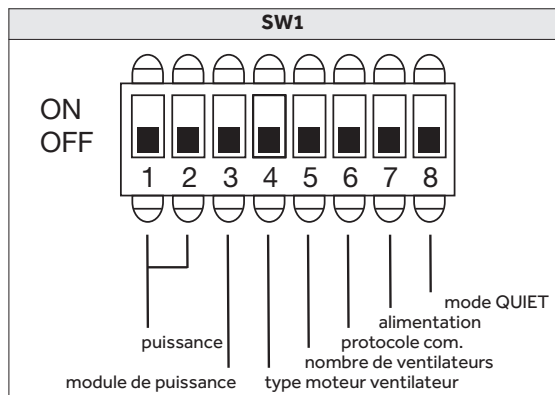 SW1
ON
OFF
1 2 3 4 5 6 7 8
mode QUIET
alimentation
puissance protocole com.
nombre de ventilateurs
module de puissance type moteur ventilateur